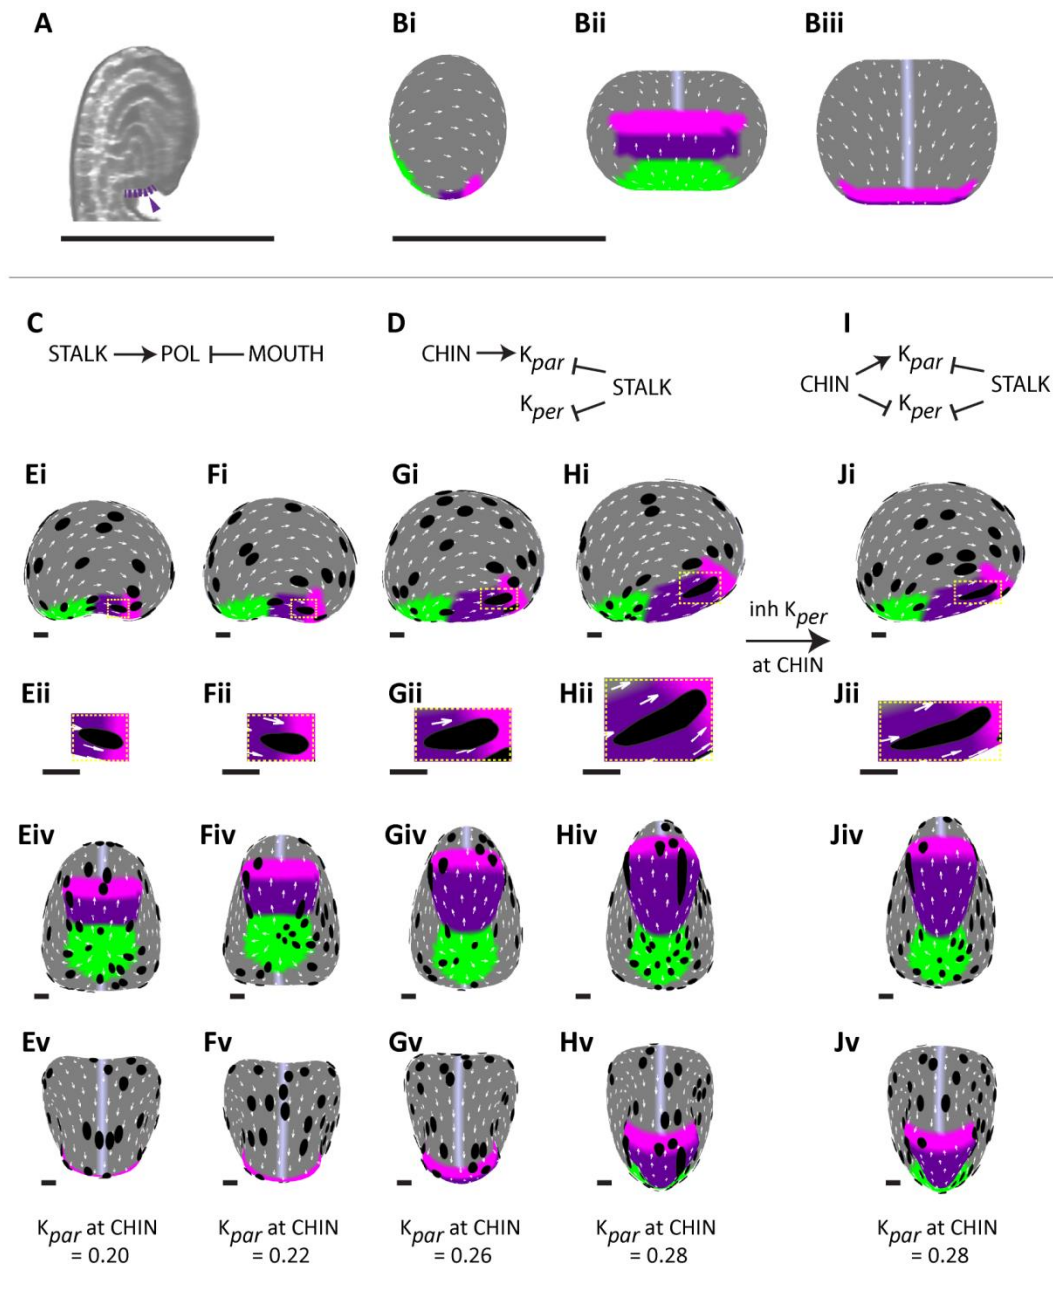 A
Bi
Bii
Biii
C
D
I
STALK → POL ⊣ MOUTH
CHIN → Kpar
Kper
STALK
CHIN
Kpar
Kper
STALK
Ei
Fi
Gi
Hi
Ji
inh Kper
at CHIN
Eii
Fii
Gii
Hii
Jii
Eiv
Fiv
Giv
Hiv
Jiv
Ev
Fv
Gv
Hv
Jv
Kpar at CHIN
= 0.20
Kpar at CHIN
= 0.22
Kpar at CHIN
= 0.26
Kpar at CHIN
= 0.28
Kpar at CHIN
= 0.28